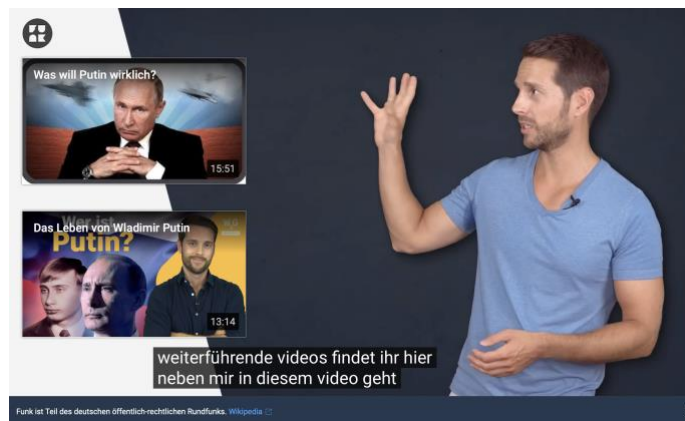 Was will Putin wirklich?
15:51
Das Leben von Wladimir Putin
Wer ist
Putin?
13:14
weiterführende videos findet ihr hier
neben mir in diesem video geht
Funk ist Teil des deutschen öffentlich-rechtlichen Rundfunks. Wikipedia